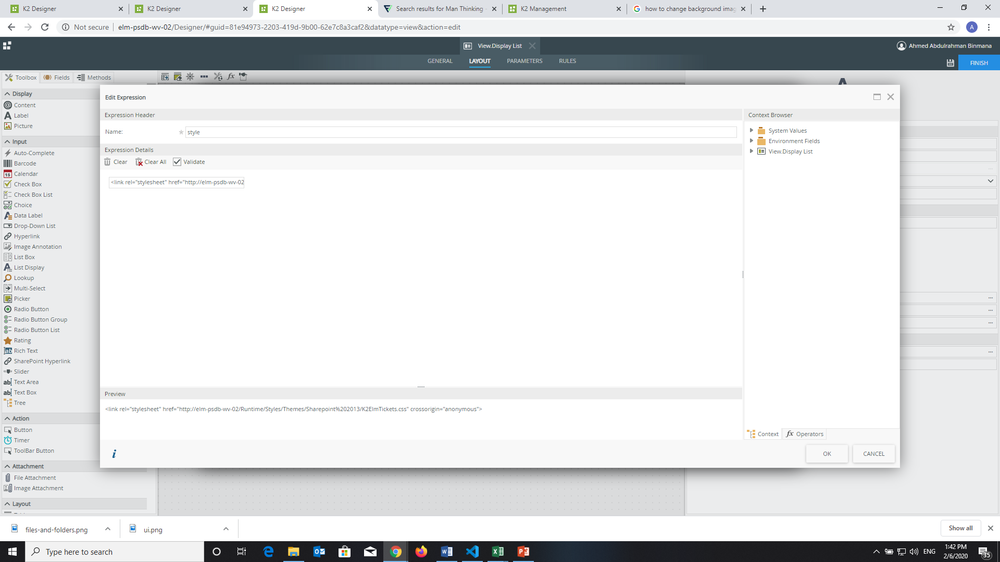 K2 Designer
K2 Designer
K2 Designer
Search results for Man Thinking -
K2 Management
how to change background imag
Not secure
elm-psdb-wv-02/Designer/#guid=81e94973-2203-419d-9b00-62e7c8a3caf2&datatype=view&action=edit
A
View.Display List
Ahmed Abdulrahman Binmana
GENERAL
LAYOUT
PARAMETERS
RULES
FINISH
Toolbox
Fields
Methods
fx
Display
Content
Label
Picture
Input
Auto-Complete
Barcode
Calendar
Check Box
Check Box List
Choice
Data Label
Drop-Down List
Hyperlink
Image Annotation
List Box
List Display
Lookup
Multi-Select
Picker
Radio Button
Radio Button Group
Radio Button List
Rating
Rich Text
SharePoint Hyperlink
Slider
Text Area
Text Box
Tree
Action
Button
Timer
ToolBar Button
Attachment
File Attachment
Image Attachment
Layout
Edit Expression
Expression Header
Name:
* style
Expression Details
Clear
Clear All
Validate
<link rel="stylesheet" href="http://elm-psdb-wv-02
Preview
<link rel="stylesheet" href="http://elm-psdb-wv-02/Runtime/Styles/Themes/Sharepoint%202013/K2ElmTickets.css" crossorigin="anonymous">
Context Browser
System Values
Environment Fields
View.Display List
Context
fx Operators
i
OK
CANCEL
files-and-folders.png
ui.png
Show all
Type here to search
ENG
1:42 PM
2/6/2020
35